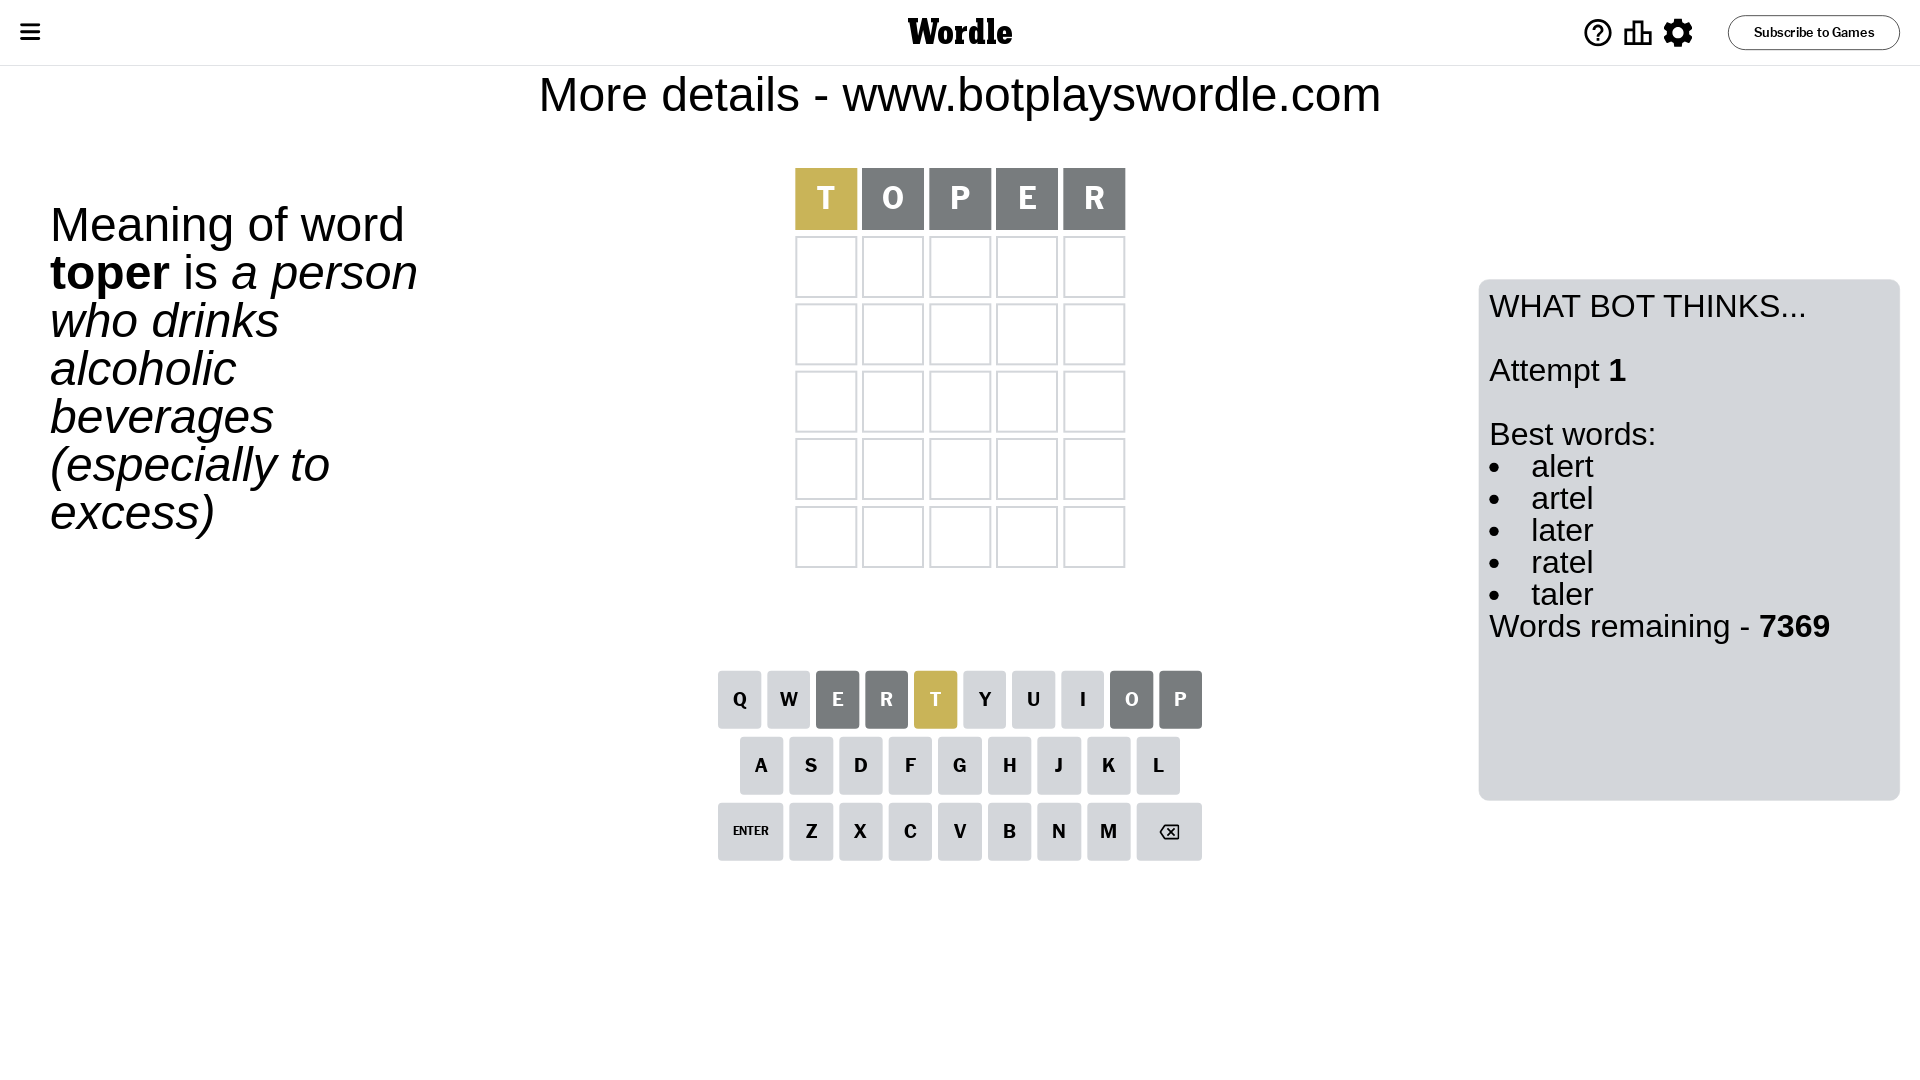 Wordle
Subscribe to Games
More details - www.botplayswordle.com
Meaning of word
toper is a person
who drinks
alcoholic
beverages
(especially to
excess)
T O P E R
WHAT BOT THINKS...
Attempt 1
Best words:
• alert
• artel
• later
• ratel
• taler
Words remaining - 7369
Q W E R T Y U I O P
A S D F G H J K L
ENTER Z X C V B N M